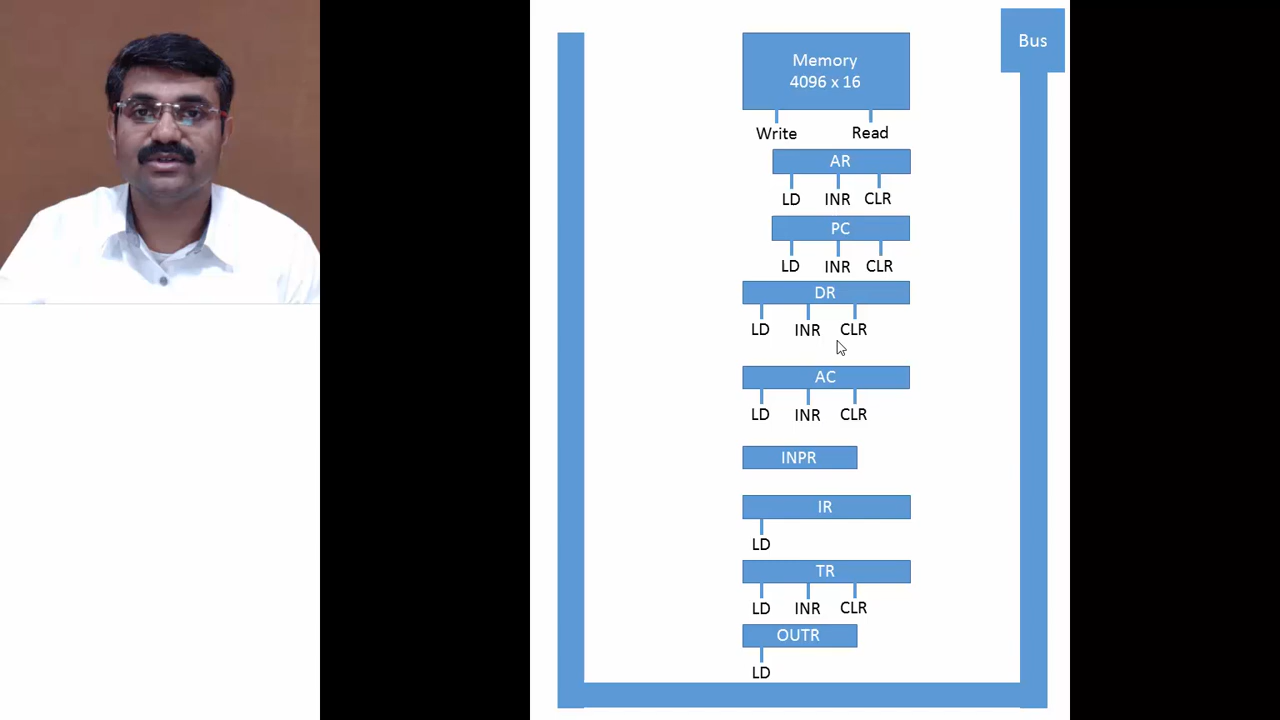 Bus
Memory
4096 x 16
Write Read
AR
LD INR CLR
PC
LD INR CLR
DR
LD INR CLR
AC
LD INR CLR
INPR
IR
LD
TR
LD INR CLR
OUTR
LD